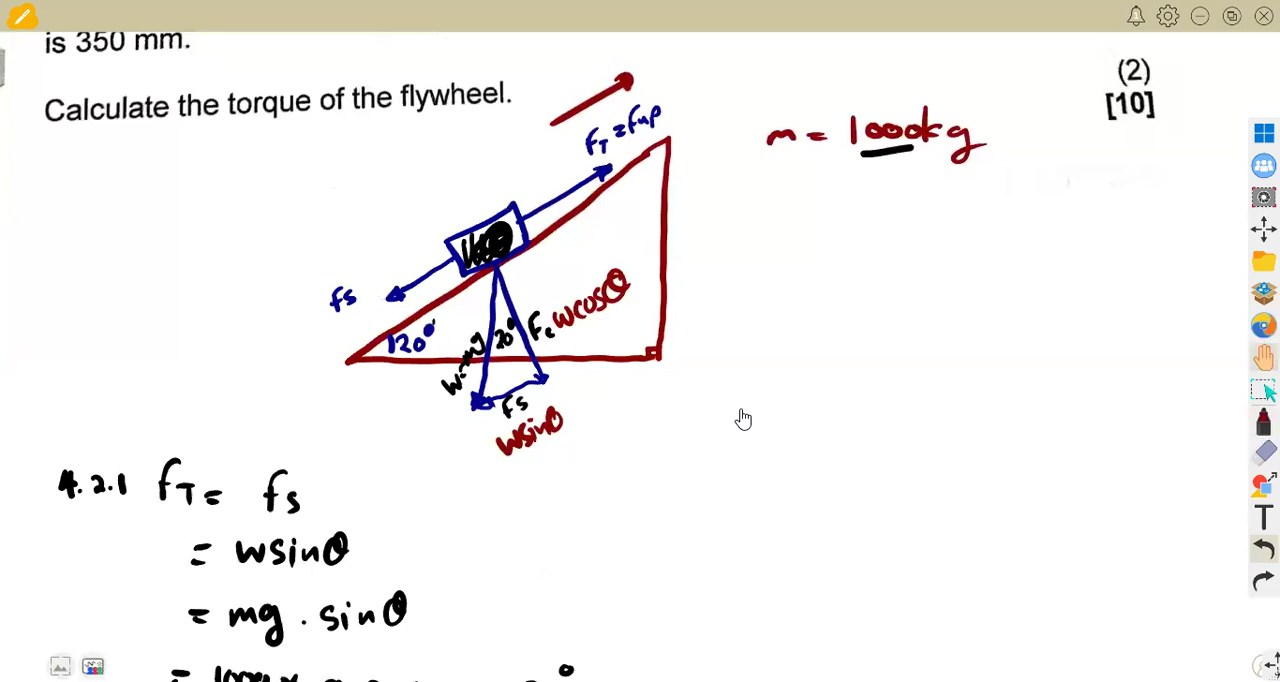 is 350 mm.
(2)
Calculate the torque of the flywheel.
[10]
FT = Fup
m = 1000kg
fs
Fc wcosθ
120°
20°
w=mg
fs
wsinθ
4.2.1 fT = fs
= wsinθ
= mg . sinθ
T